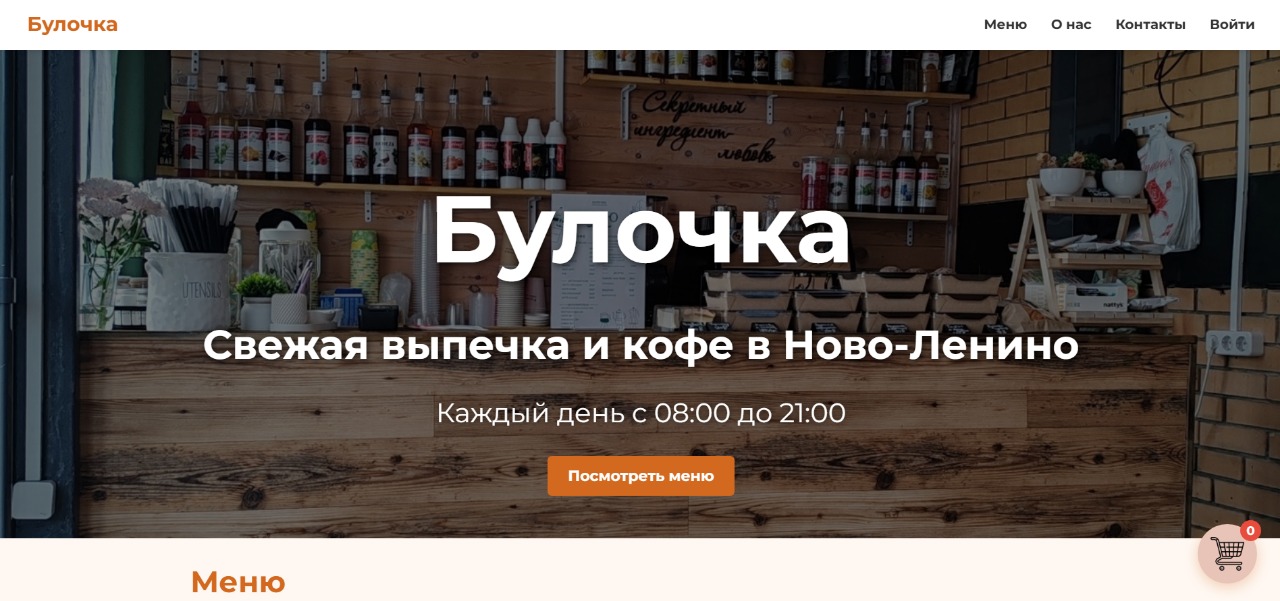 Булочка
Меню О нас Контакты Войти
Секретный
ингредиент-
любовь
UTENSILS
Булочка
Свежая выпечка и кофе в Ново-Ленино
Каждый день с 08:00 до 21:00
Посмотреть меню
0
Меню